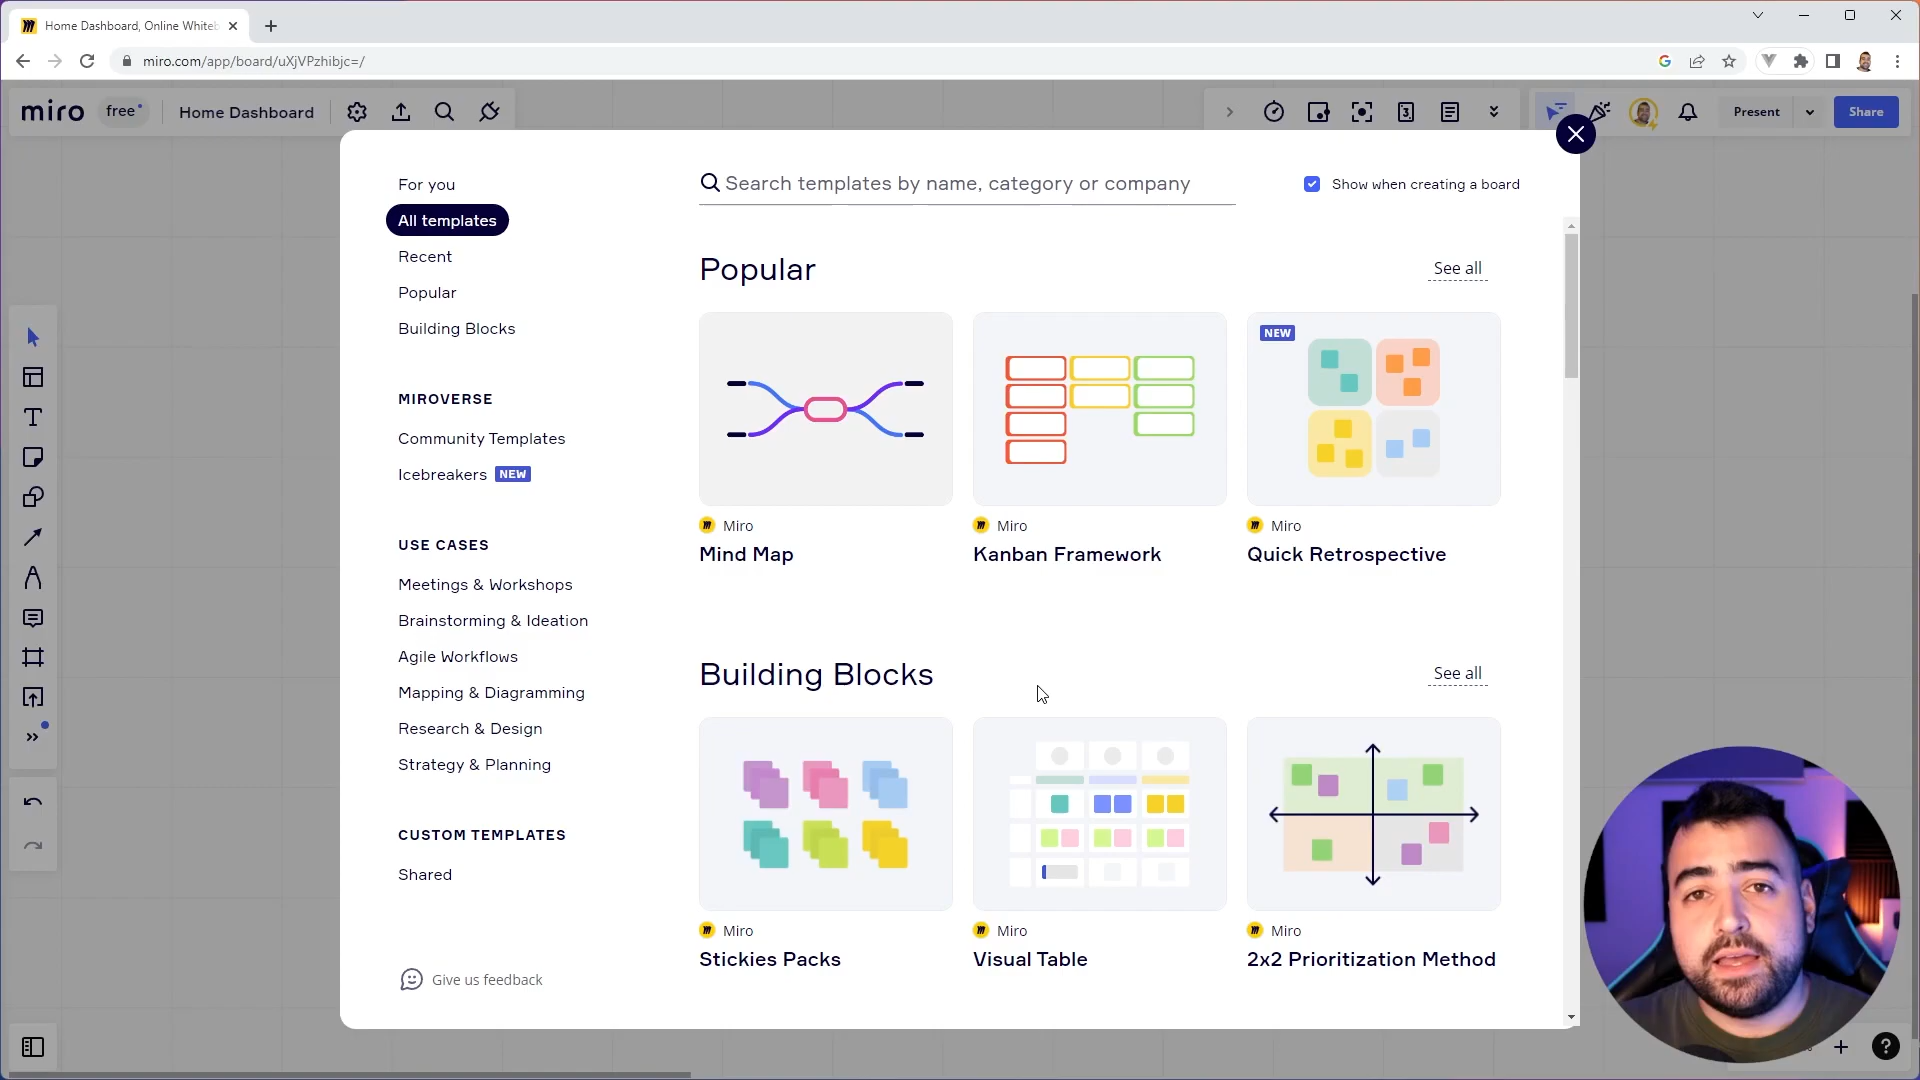 Home Dashboard, Online Whiteb
miro.com/app/board/uXjVPzhibjc=/
miro
free
Home Dashboard
3
Present
Share
For you
All templates
Recent
Popular
Building Blocks
MIROVERSE
Community Templates
Icebreakers NEW
USE CASES
Meetings & Workshops
Brainstorming & Ideation
Agile Workflows
Mapping & Diagramming
Research & Design
Strategy & Planning
CUSTOM TEMPLATES
Shared
Give us feedback
Search templates by name, category or company
Show when creating a board
Popular
See all
NEW
Miro
Mind Map
Miro
Kanban Framework
Miro
Quick Retrospective
Building Blocks
See all
Miro
Stickies Packs
Miro
Visual Table
Miro
2x2 Prioritization Method